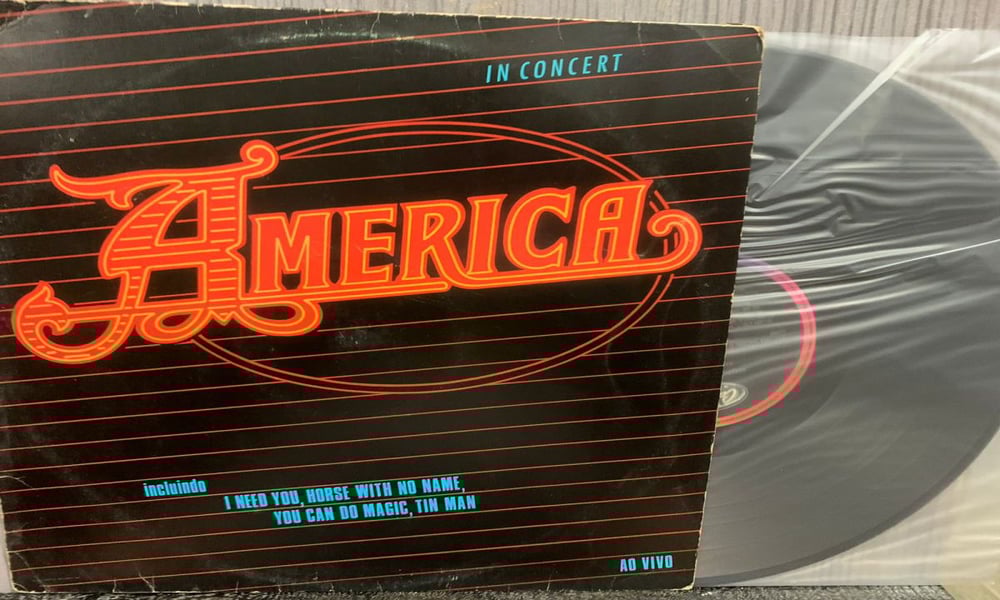 IN CONCERT
AMERICA
incluindo
I NEED YOU, HORSE WITH NO NAME,
YOU CAN DO MAGIC, TIN MAN
AO VIVO